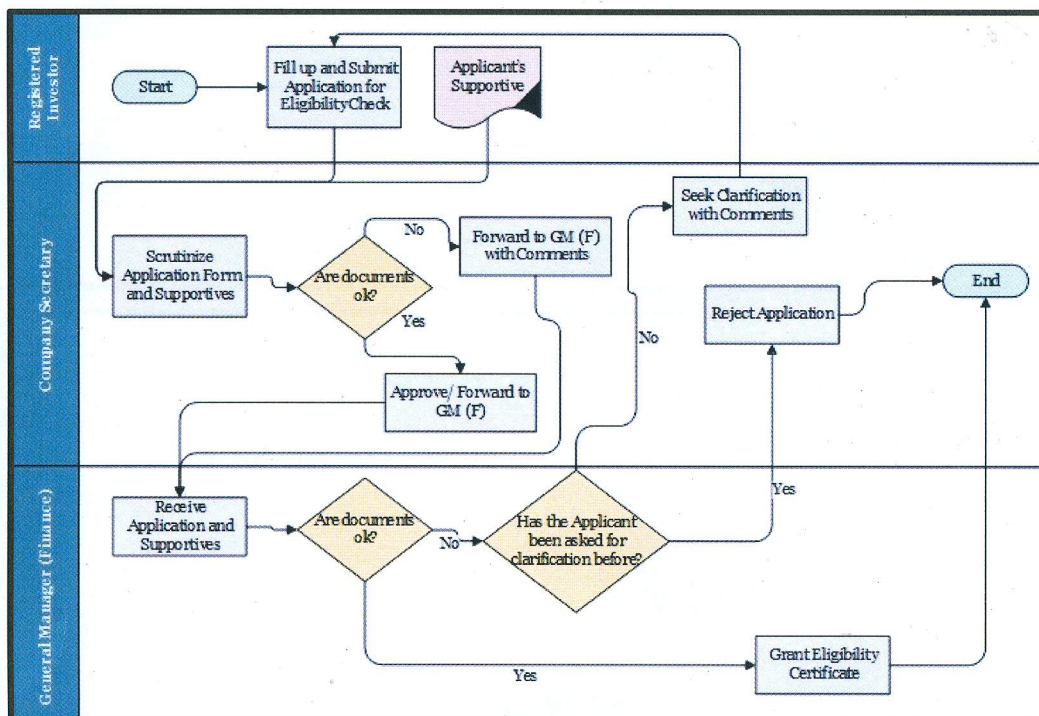 Registered
Investor
Start
Fill up and Submit
Application for
Eligibility Check
Applicant's
Supportive
Company Secretary
Scrutinize
Application Form
and Supportives
Are documents
ok?
No
Yes
Forward to GM (F)
with Comments
Approve/ Forward to
GM (F)
Seek Clarification
with Comments
No
Reject Application
End
General Manager (Finance)
Receive
Application and
Supportives
Are documents
ok?
No
Has the Applicant
been asked for
clarification before?
Yes
Yes
Grant Eligibility
Certificate